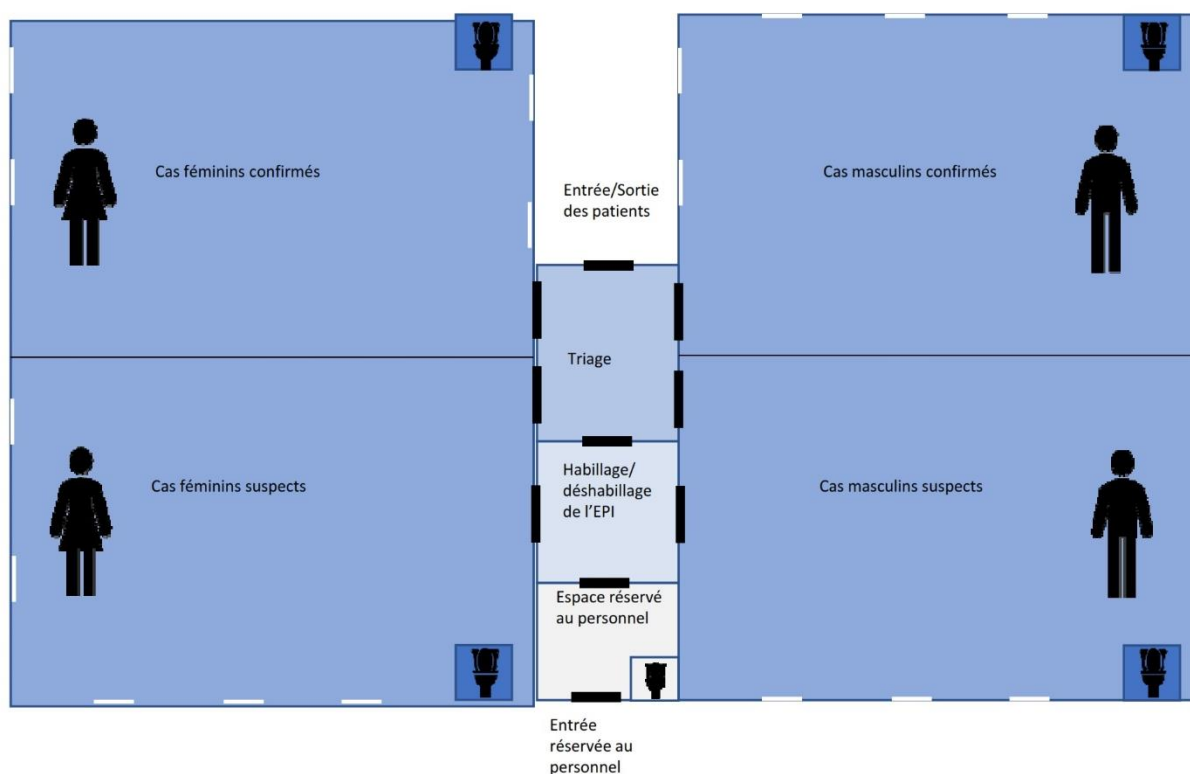 Cas féminins confirmés
Entrée/Sortie
des patients
Cas masculins confirmés
Triage
Cas féminins suspects
Habillage/
déshabillage
de l’EPI
Cas masculins suspects
Espace réservé
au personnel
Entrée
réservée au
personnel